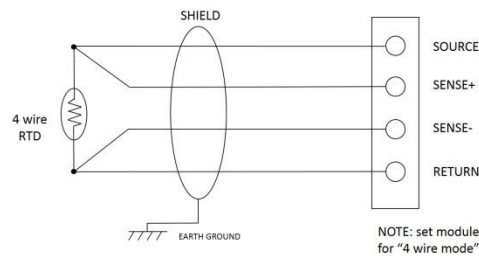 SHIELD
SOURCE
SENSE+
4 wire
RTD
SENSE-
RETURN
EARTH GROUND
NOTE: set module
for “4 wire mode”